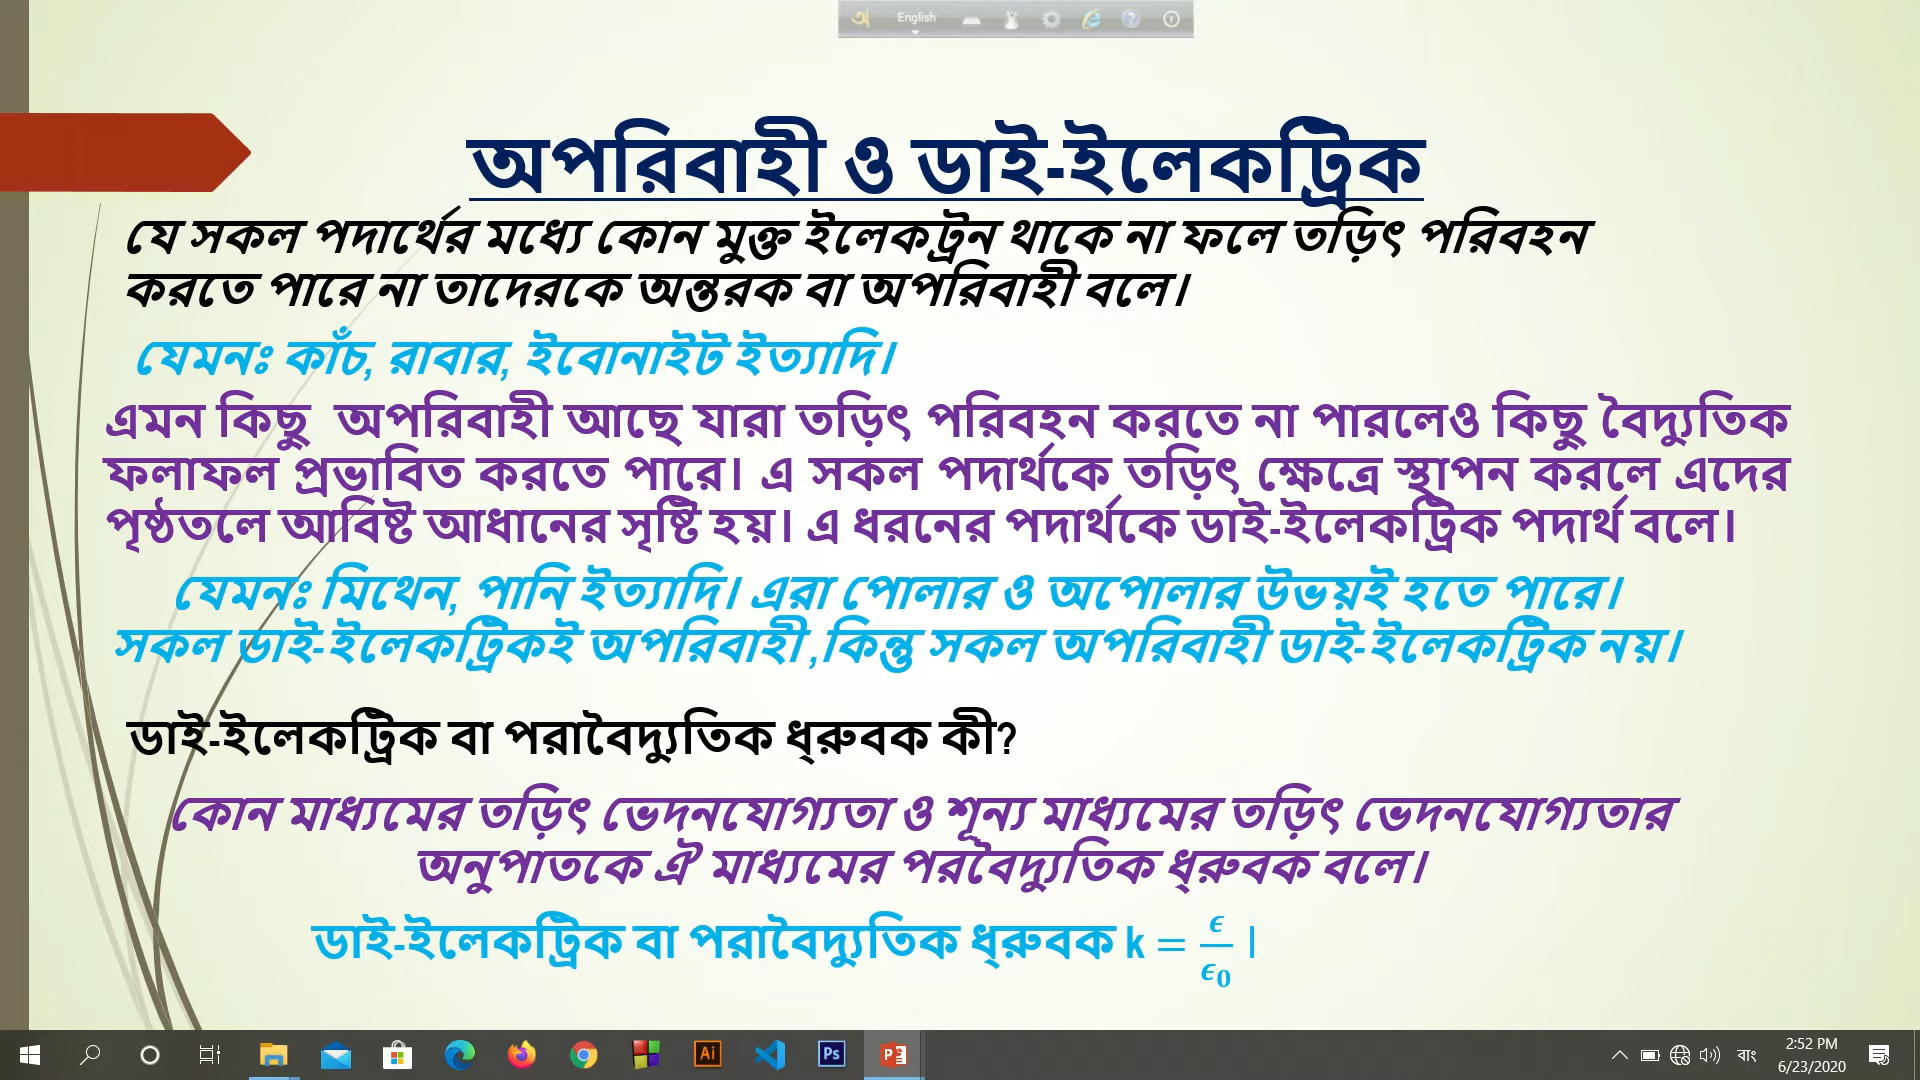 English
অপরিবাহী ও ডাই-ইলেকট্রিক
যে সকল পদার্থের মধ্যে কোন মুক্ত ইলেকট্রন থাকে না ফলে তড়িৎ পরিবহন
করতে পারে না তাদেরকে অন্তরক বা অপরিবাহী বলে।
যেমনঃ কাঁচ, রাবার, ইবোনাইট ইত্যাদি।
এমন কিছু অপরিবাহী আছে যারা তড়িৎ পরিবহন করতে না পারলেও কিছু বৈদ্যুতিক
ফলাফল প্রভাবিত করতে পারে। এ সকল পদার্থকে তড়িৎ ক্ষেত্রে স্থাপন করলে এদের
পৃষ্ঠতলে আবিষ্ট আধানের সৃষ্টি হয়। এ ধরনের পদার্থকে ডাই-ইলেকট্রিক পদার্থ বলে।
যেমনঃ মিথেন, পানি ইত্যাদি। এরা পোলার ও অপোলার উভয়ই হতে পারে।
সকল ডাই-ইলেকট্রিকই অপরিবাহী ,কিন্তু সকল অপরিবাহী ডাই-ইলেকট্রিক নয়।
ডাই-ইলেকট্রিক বা পরাবৈদ্যুতিক ধ্রুবক কী?
কোন মাধ্যমের তড়িৎ ভেদনযোগ্যতা ও শূন্য মাধ্যমের তড়িৎ ভেদনযোগ্যতার
অনুপাতকে ঐ মাধ্যমের পরবৈদ্যুতিক ধ্রুবক বলে।
ডাই-ইলেকট্রিক বা পরাবৈদ্যুতিক ধ্রুবক k = ϵ/ϵ₀ |
বাং
2:52 PM
6/23/2020